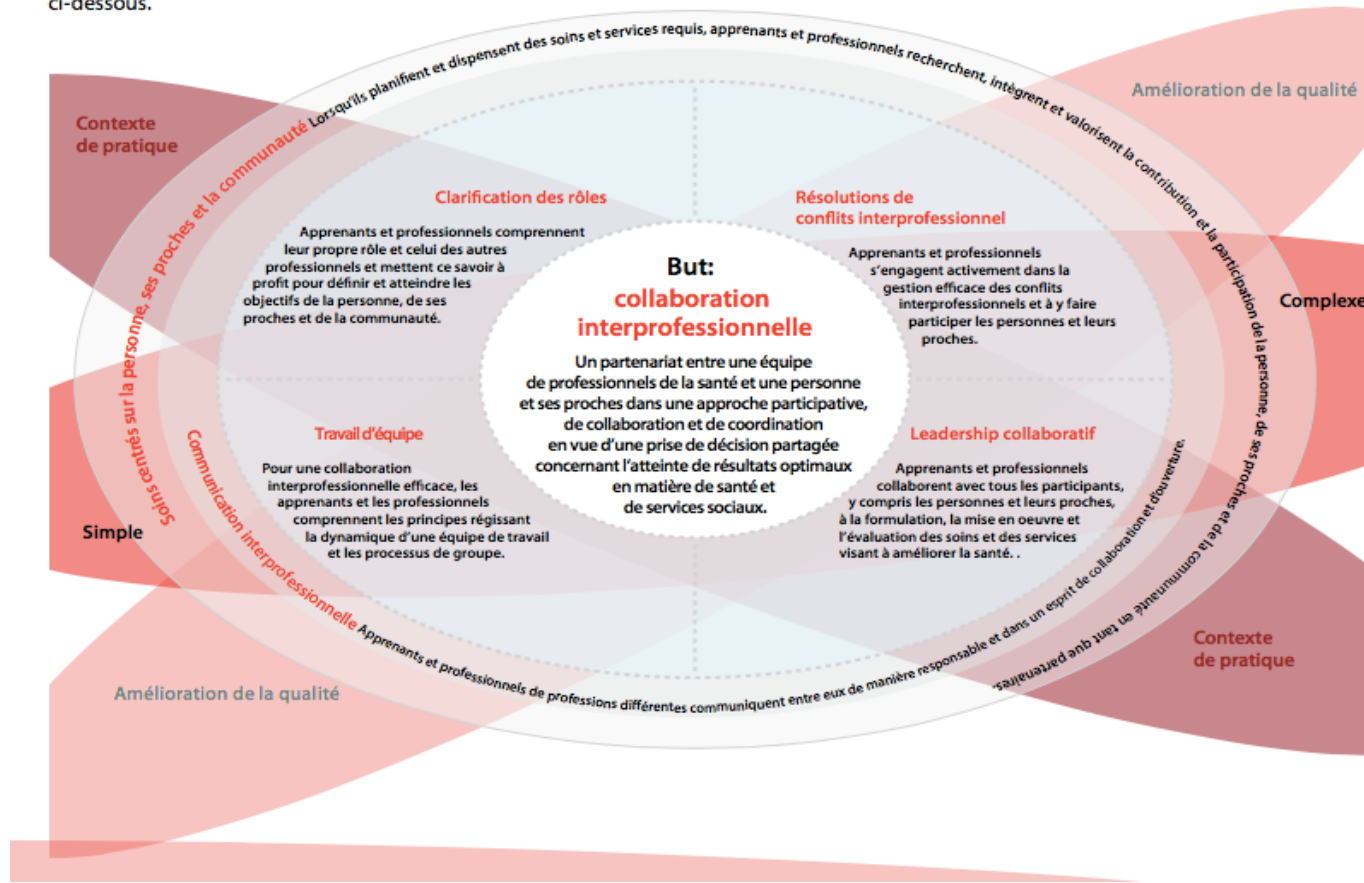 ci-dessous.
Soins centrés sur la personne, ses proches et la communauté Lorsqu'ils planifient et dispensent des soins et services requis, apprenants et professionnels recherchent, intègrent et valorisent la contribution et la participation de la personne, de ses proches et de la communauté en tant que partenaires.
Amélioration de la qualité
Contexte
de pratique
Clarification des rôles
Apprenants et professionnels comprennent
leur propre rôle et celui des autres
professionnels et mettent ce savoir à
profit pour définir et atteindre les
objectifs de la personne, de ses
proches et de la communauté.
Résolutions de
conflits interprofessionnel
Apprenants et professionnels
s'engagent activement dans la
gestion efficace des conflits
interprofessionnels et à y faire
participer les personnes et leurs
proches.
Complexe
But:
collaboration
interprofessionnelle
Un partenariat entre une équipe
de professionnels de la santé et une personne
et ses proches dans une approche participative,
de collaboration et de coordination
en vue d'une prise de décision partagée
concernant l'atteinte de résultats optimaux
en matière de santé et
de services sociaux.
Travail d'équipe
Pour une collaboration
interprofessionnelle efficace, les
apprenants et les professionnels
comprennent les principes régissant
la dynamique d'une équipe de travail
et les processus de groupe.
Leadership collaboratif
Apprenants et professionnels
collaborent avec tous les participants,
y compris les personnes et leurs proches,
à la formulation, la mise en oeuvre et
l'évaluation des soins et des services
visant à améliorer la santé. .
Simple
Communication interprofessionnelle Apprenants et professionnels de professions différentes communiquent entre eux de manière responsable et dans un esprit de collaboration et d'ouverture.
Contexte
de pratique
Amélioration de la qualité